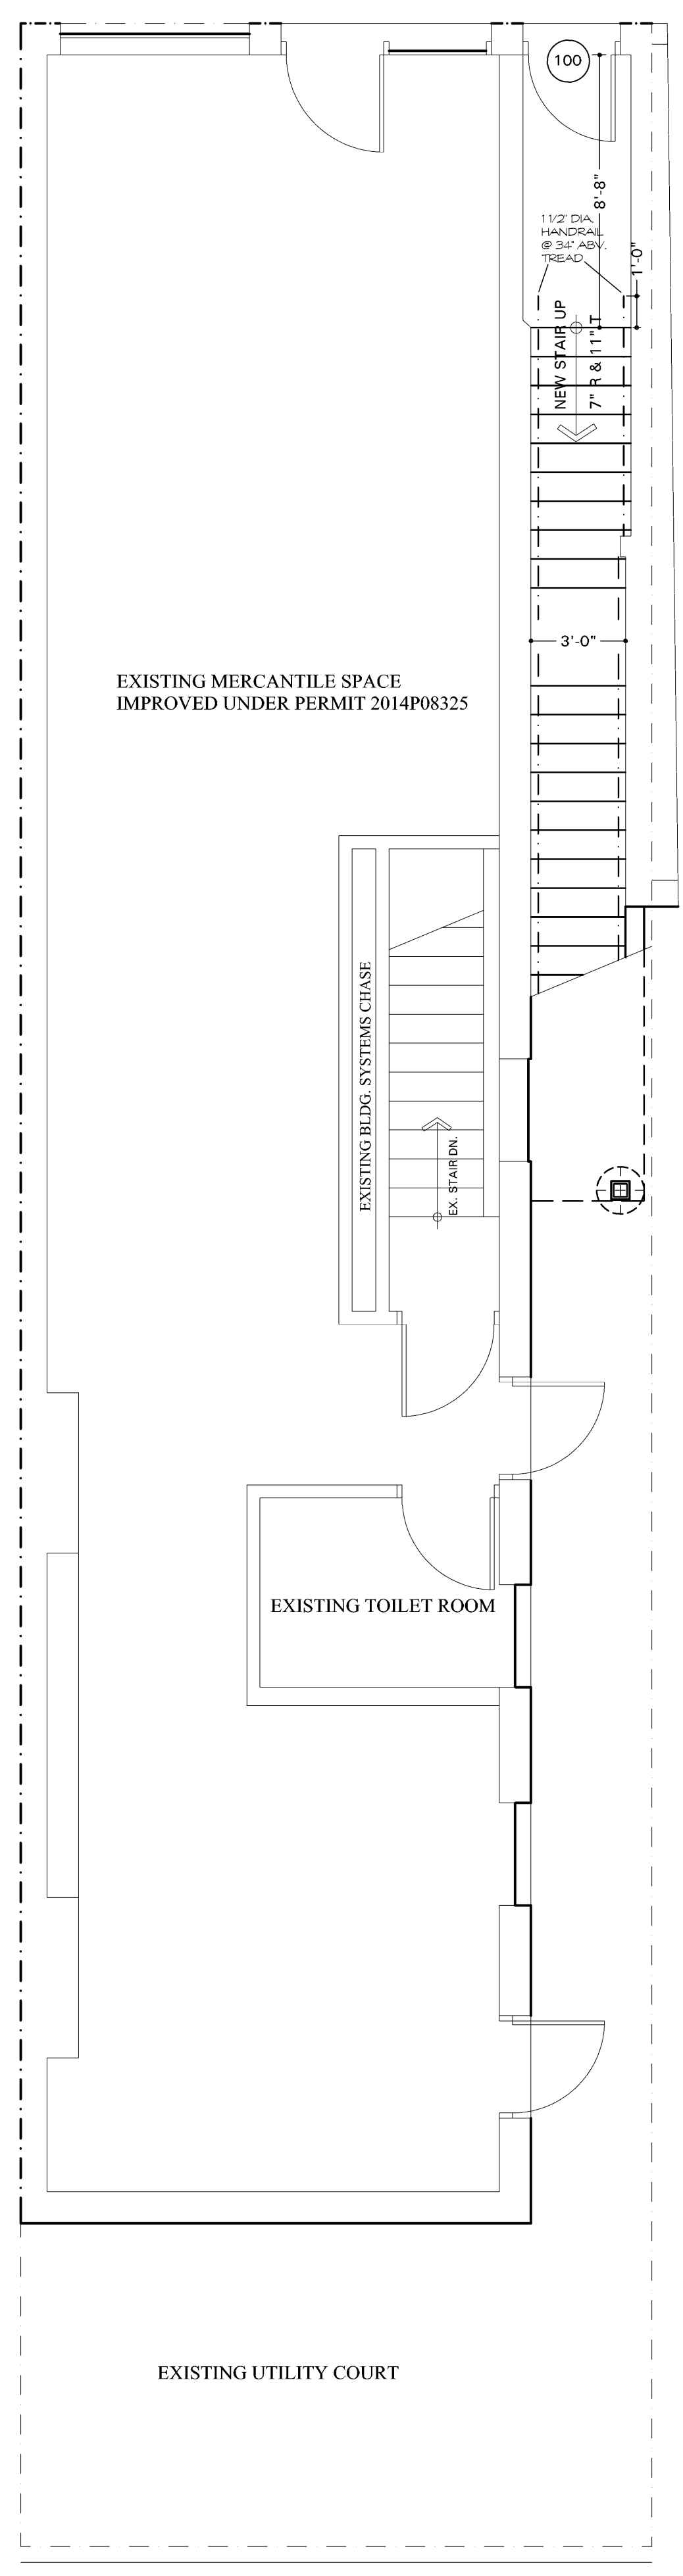 100
8'-8"
1 1/2" DIA.
HANDRAIL
@ 34" ABV.
TREAD
1'-0"
NEW STAIR UP
7" R & 11" T
3'-0"
EXISTING MERCANTILE SPACE
IMPROVED UNDER PERMIT 2014P08325
EXISTING BLDG. SYSTEMS CHASE
EX. STAIR DN.
EXISTING TOILET ROOM
EXISTING UTILITY COURT